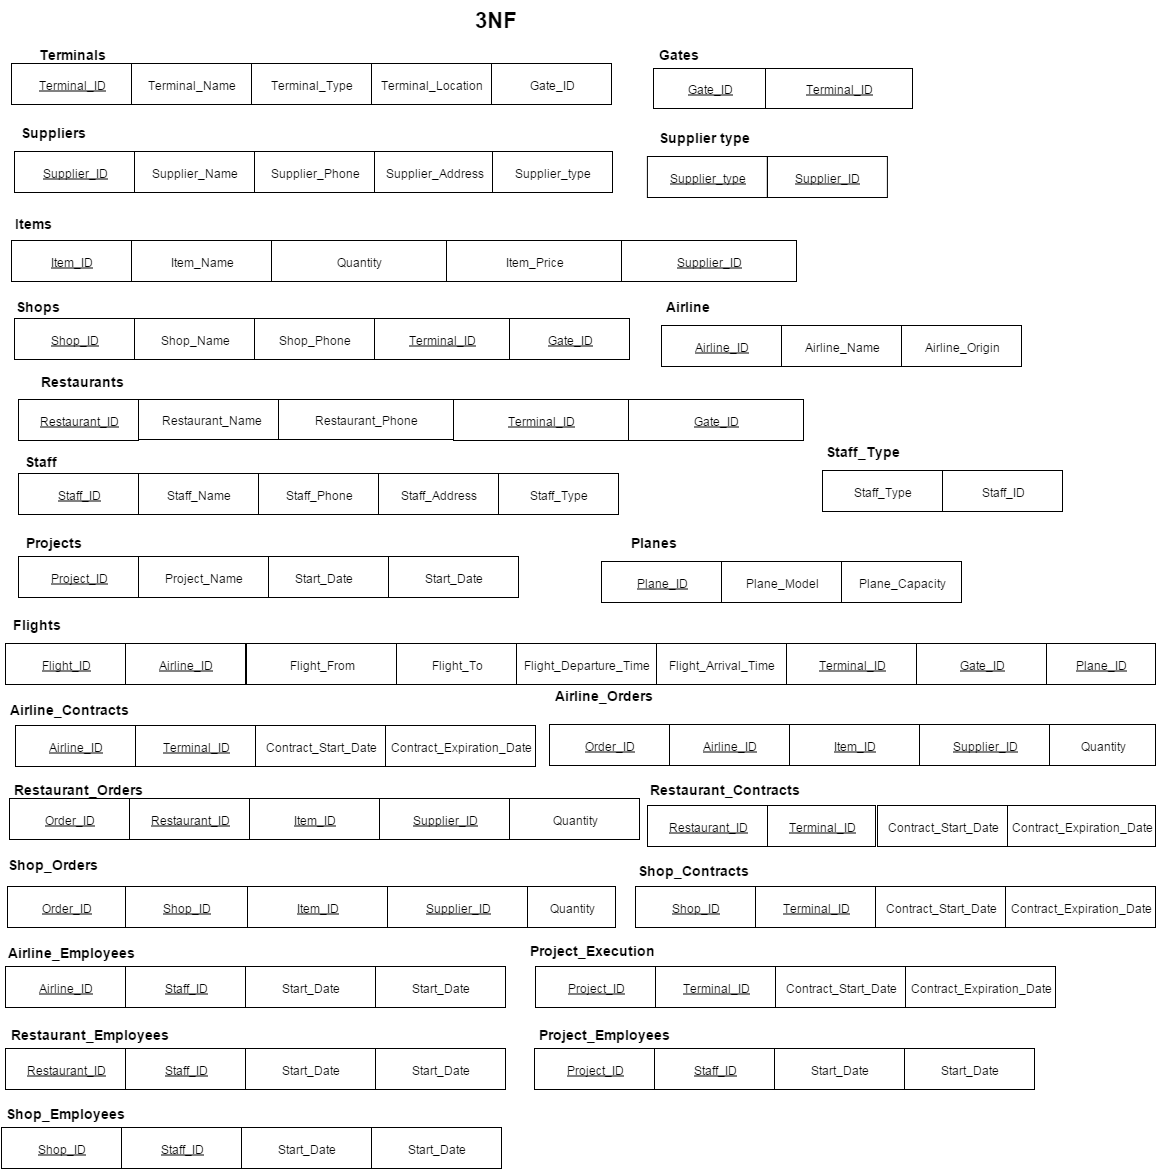 3NF
Terminals
Terminal_ID Terminal_Name Terminal_Type Terminal_Location Gate_ID
Gates
Gate_ID Terminal_ID
Suppliers
Supplier_ID Supplier_Name Supplier_Phone Supplier_Address Supplier_type
Supplier type
Supplier_type Supplier_ID
Items
Item_ID Item_Name Quantity Item_Price Supplier_ID
Shops
Shop_ID Shop_Name Shop_Phone Terminal_ID Gate_ID
Airline
Airline_ID Airline_Name Airline_Origin
Restaurants
Restaurant_ID Restaurant_Name Restaurant_Phone Terminal_ID Gate_ID
Staff
Staff_ID Staff_Name Staff_Phone Staff_Address Staff_Type
Staff_Type
Staff_Type Staff_ID
Projects
Project_ID Project_Name Start_Date Start_Date
Planes
Plane_ID Plane_Model Plane_Capacity
Flights
Flight_ID Airline_ID Flight_From Flight_To Flight_Departure_Time Flight_Arrival_Time Terminal_ID Gate_ID Plane_ID
Airline_Contracts
Airline_ID Terminal_ID Contract_Start_Date Contract_Expiration_Date
Airline_Orders
Order_ID Airline_ID Item_ID Supplier_ID Quantity
Restaurant_Orders
Order_ID Restaurant_ID Item_ID Supplier_ID Quantity
Restaurant_Contracts
Restaurant_ID Terminal_ID Contract_Start_Date Contract_Expiration_Date
Shop_Orders
Order_ID Shop_ID Item_ID Supplier_ID Quantity
Shop_Contracts
Shop_ID Terminal_ID Contract_Start_Date Contract_Expiration_Date
Airline_Employees
Airline_ID Staff_ID Start_Date Start_Date
Project_Execution
Project_ID Terminal_ID Contract_Start_Date Contract_Expiration_Date
Restaurant_Employees
Restaurant_ID Staff_ID Start_Date Start_Date
Project_Employees
Project_ID Staff_ID Start_Date Start_Date
Shop_Employees
Shop_ID Staff_ID Start_Date Start_Date